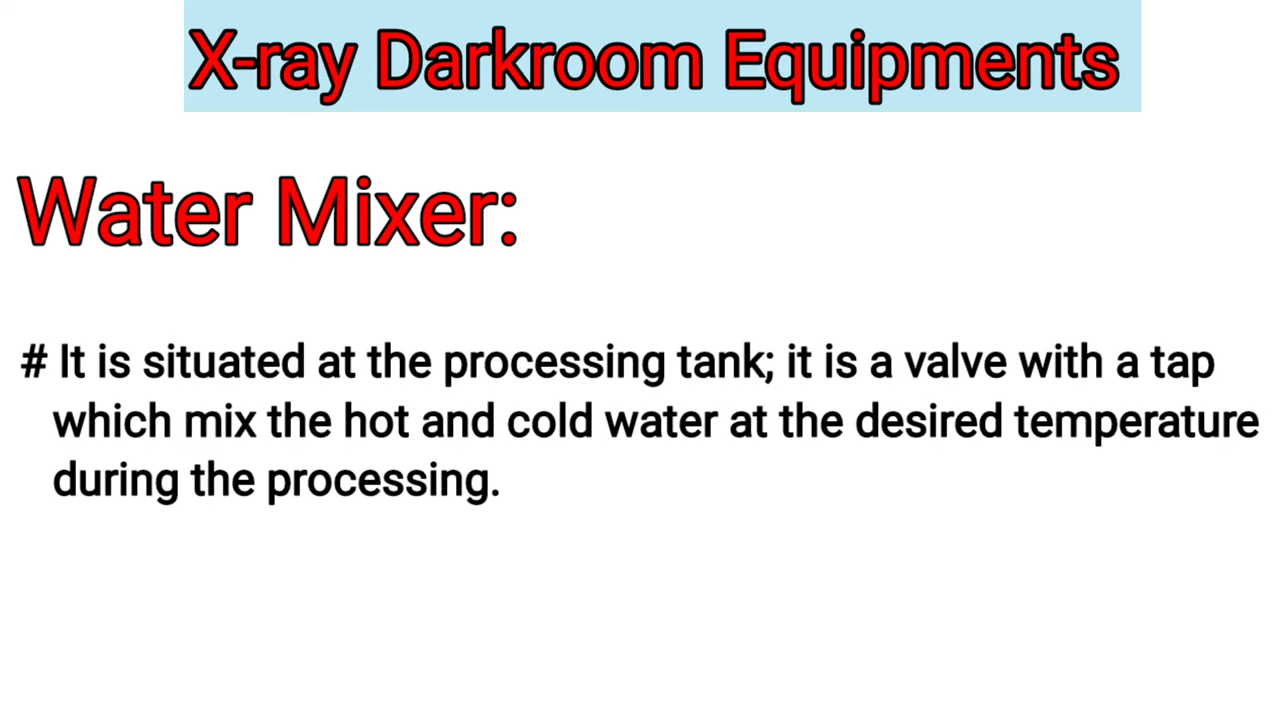 X-ray Darkroom Equipments
Water Mixer:
# It is situated at the processing tank; it is a valve with a tap
which mix the hot and cold water at the desired temperature
during the processing.